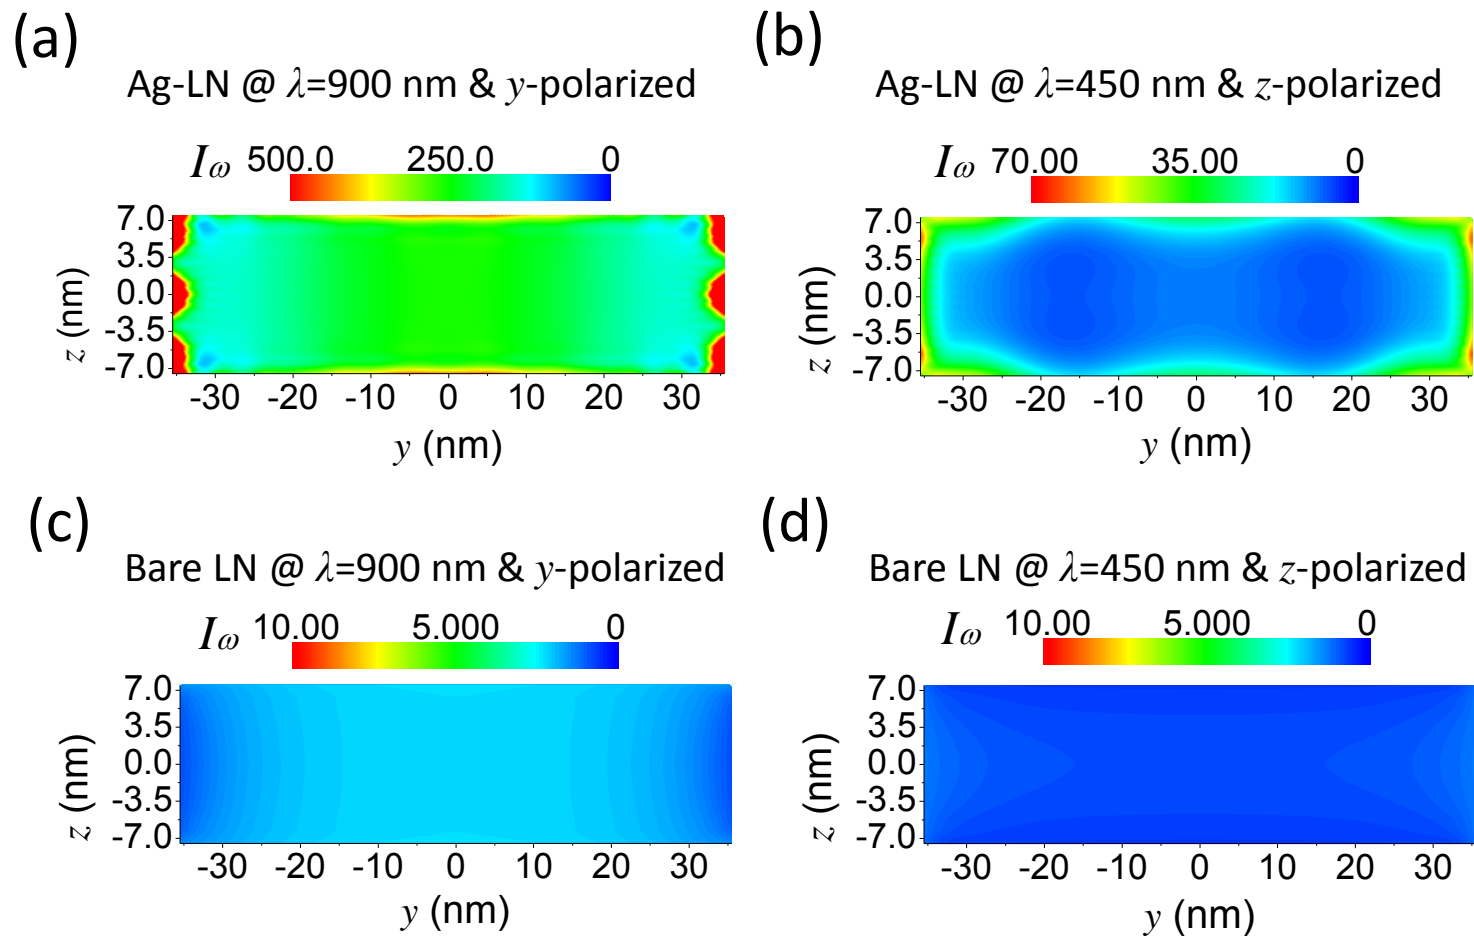 (a)
Ag-LN @ λ=900 nm & y-polarized
Iω 500.0 250.0 0
7.0
3.5
0.0
-3.5
-7.0
z (nm)
-30 -20 -10 0 10 20 30
y (nm)
(b)
Ag-LN @ λ=450 nm & z-polarized
Iω 70.00 35.00 0
7.0
3.5
0.0
-3.5
-7.0
z (nm)
-30 -20 -10 0 10 20 30
y (nm)
(c)
Bare LN @ λ=900 nm & y-polarized
Iω 10.00 5.000 0
7.0
3.5
0.0
-3.5
-7.0
z (nm)
-30 -20 -10 0 10 20 30
y (nm)
(d)
Bare LN @ λ=450 nm & z-polarized
Iω 10.00 5.000 0
7.0
3.5
0.0
-3.5
-7.0
z (nm)
-30 -20 -10 0 10 20 30
y (nm)